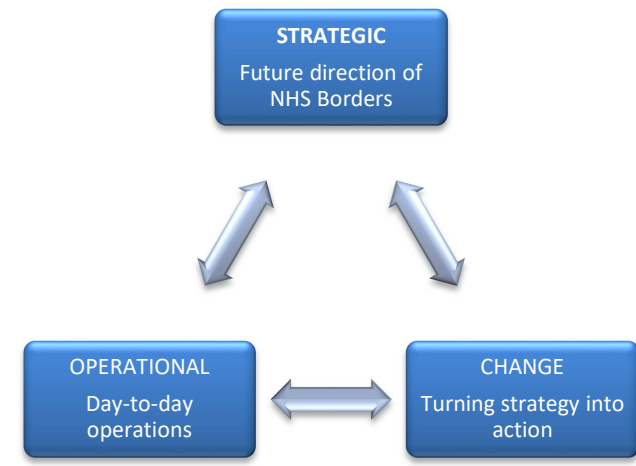 STRATEGIC
Future direction of
NHS Borders
OPERATIONAL
Day-to-day
operations
CHANGE
Turning strategy into
action